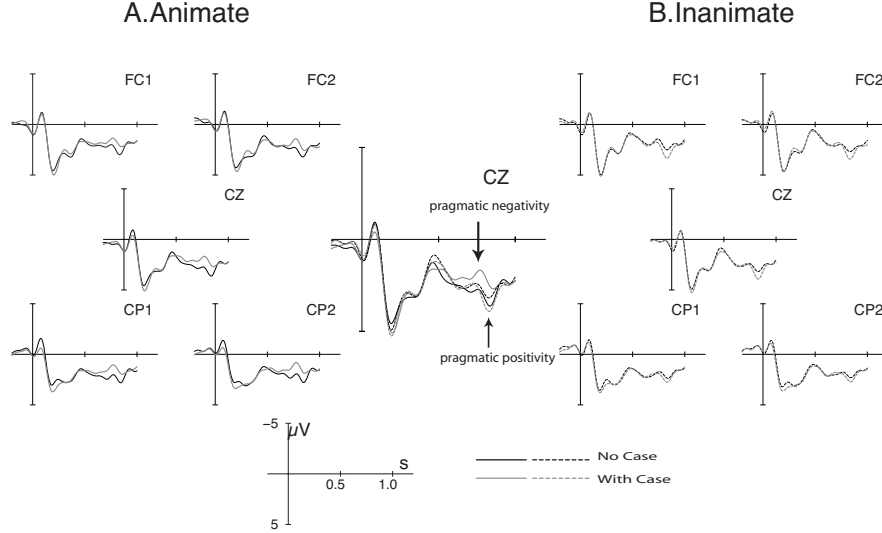 A.Animate
B.Inanimate
FC1
FC2
FC1
FC2
CZ
CZ
CZ
pragmatic negativity
CP1
CP2
CP1
CP2
pragmatic positivity
−5
µV
s
0.5
1.0
5
No Case
With Case